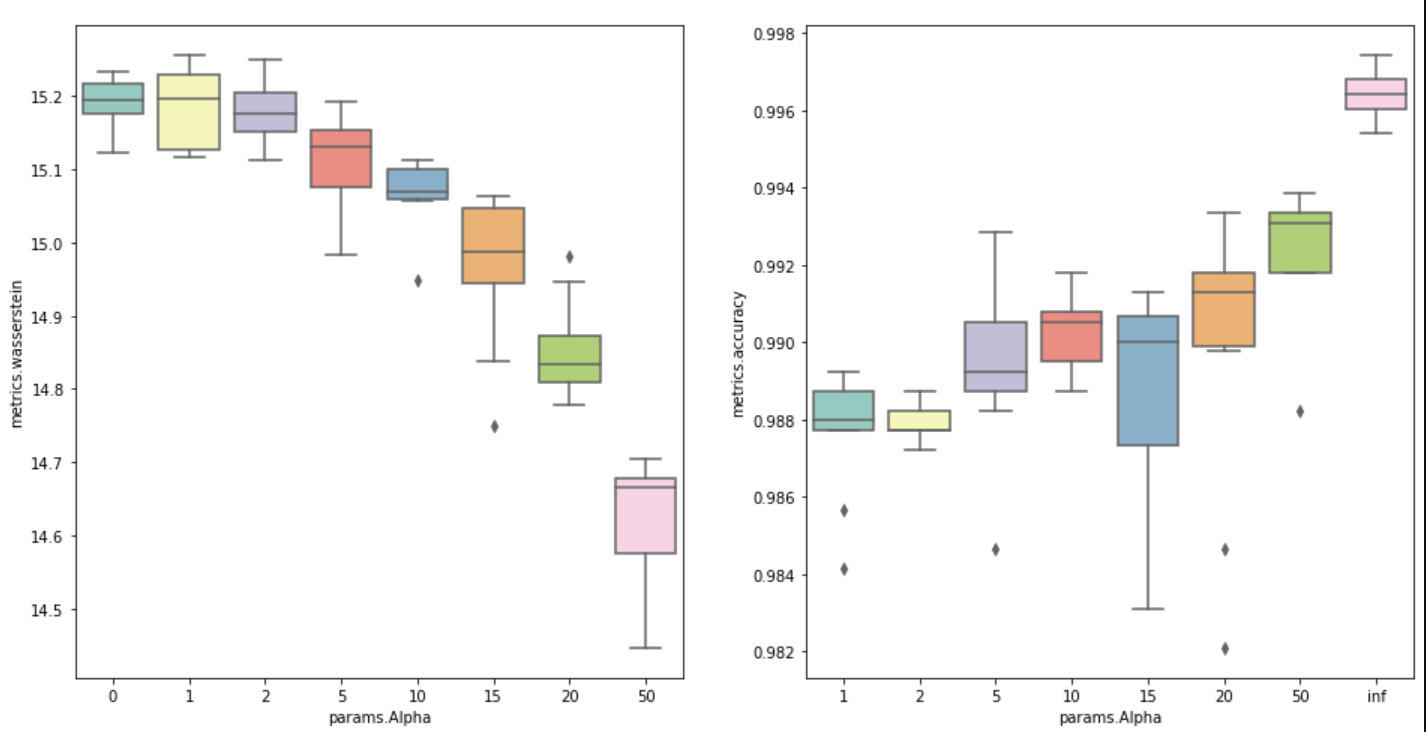 metrics.wasserstein
15.2
15.1
15.0
14.9
14.8
14.7
14.6
14.5
0 1 2 5 10 15 20 50
params.Alpha
metrics.accuracy
0.998
0.996
0.994
0.992
0.990
0.988
0.986
0.984
0.982
1 2 5 10 15 20 50 inf
params.Alpha